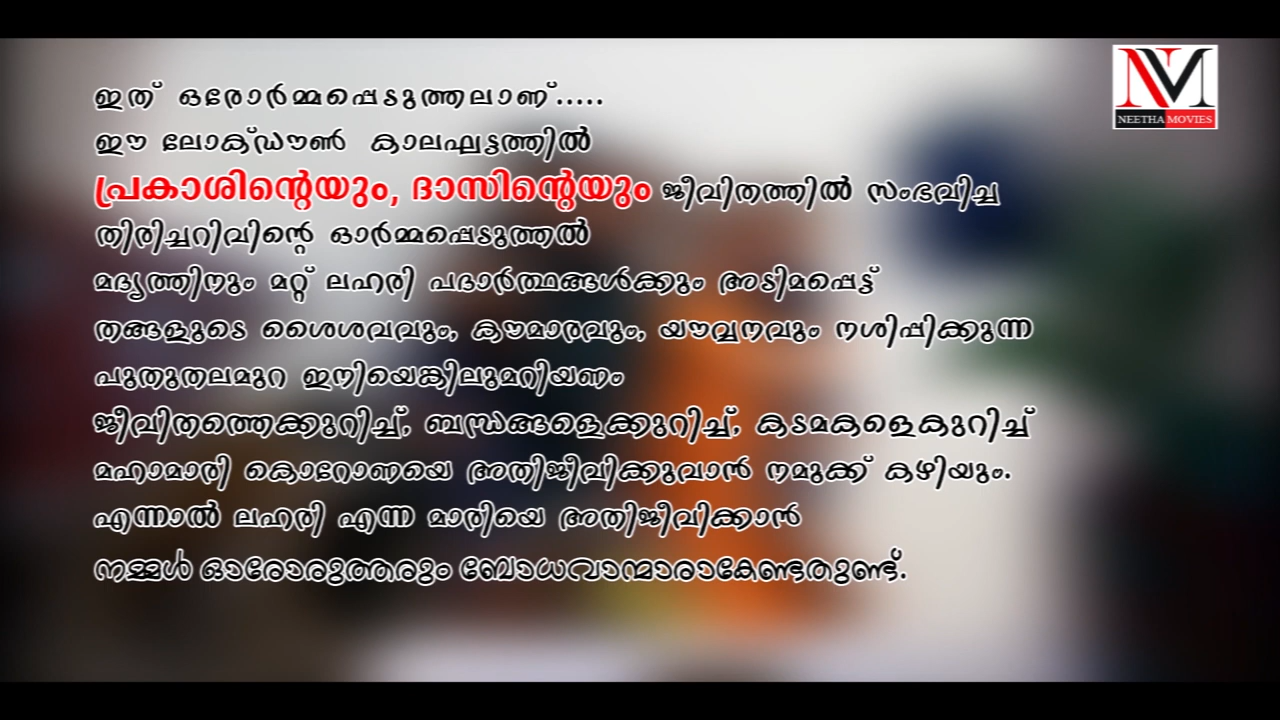 NEETHA MOVIES
ഇത് ഒരോർമ്മപ്പെടുത്തലാണ്.....
ഈ ലോക്ഡൗൺ കാലഘട്ടത്തിൽ
പ്രകാശിന്റെയും, ദാസിന്റെയും ജീവിതത്തിൽ സംഭവിച്ച
തിരിച്ചറിവിന്റെ ഓർമ്മപ്പെടുത്തൽ
മദ്യത്തിനും മറ്റ് ലഹരി പദാർത്ഥങ്ങൾക്കും അടിമപ്പെട്ട്
തങ്ങളുടെ ശൈശവവും, കൗമാരവും, യൗവ്വനവും നശിപ്പിക്കുന്ന
പുതുതലമുറ ഇനിയെങ്കിലുമറിയണം
ജീവിതത്തെക്കുറിച്ച്, ബന്ധങ്ങളെക്കുറിച്ച്, കടമകളെകുറിച്ച്
മഹാമാരി കൊറോണയെ അതിജീവിക്കുവാൻ നമുക്ക് കഴിയും.
എന്നാൽ ലഹരി എന്ന മാരിയെ അതിജീവിക്കാൻ
നമ്മൾ ഓരോരുത്തരും ബോധവാന്മാരാകേണ്ടതുണ്ട്.